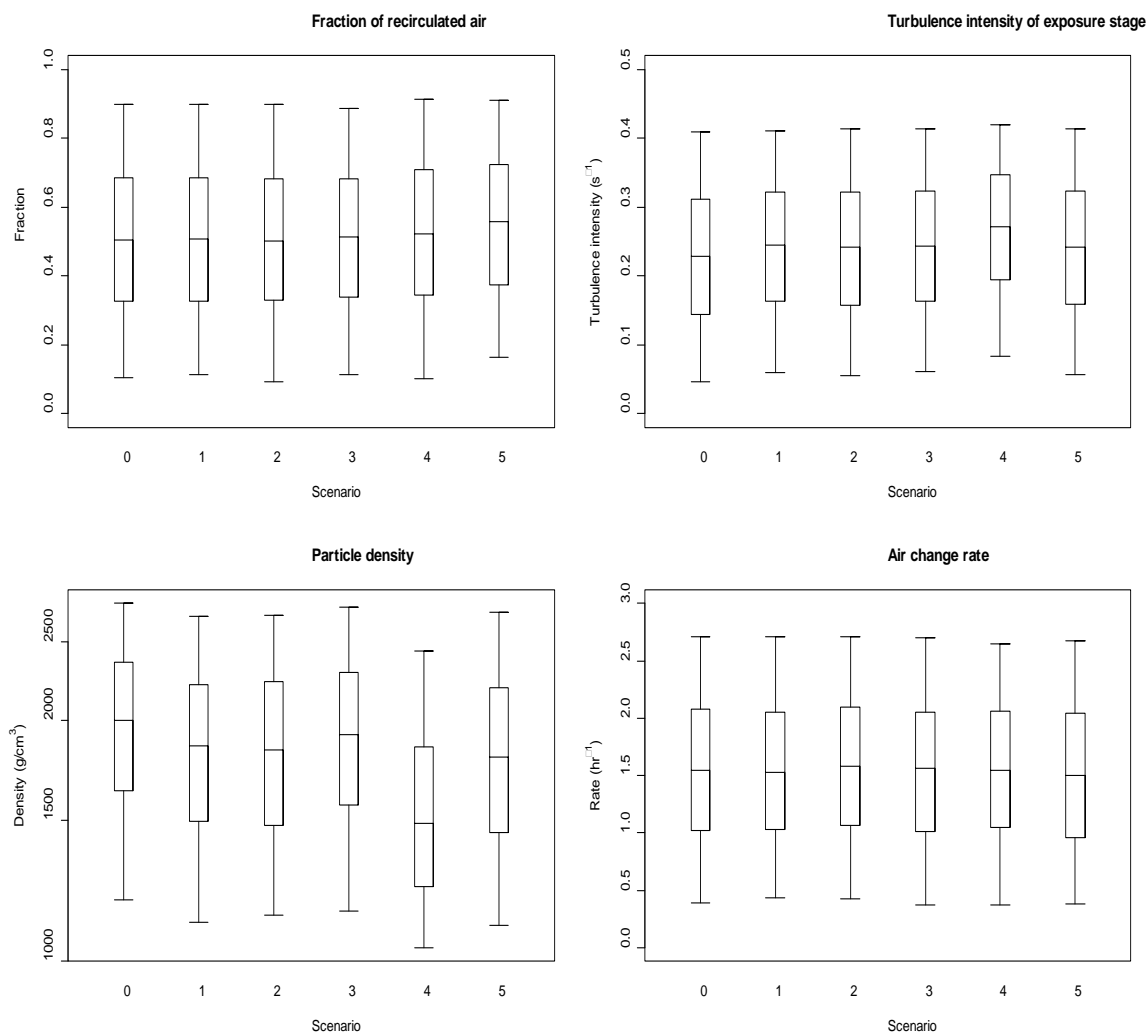 Fraction of recirculated air
Fraction
0.0 0.2 0.4 0.6 0.8 1.0
0 1 2 3 4 5
Scenario
Turbulence intensity of exposure stage
Turbulence intensity (s□1)
0.0 0.1 0.2 0.3 0.4 0.5
0 1 2 3 4 5
Scenario
Particle density
Density (g/cm3)
1000 1500 2000 2500
0 1 2 3 4 5
Scenario
Air change rate
Rate (hr□1)
0.0 0.5 1.0 1.5 2.0 2.5 3.0
0 1 2 3 4 5
Scenario